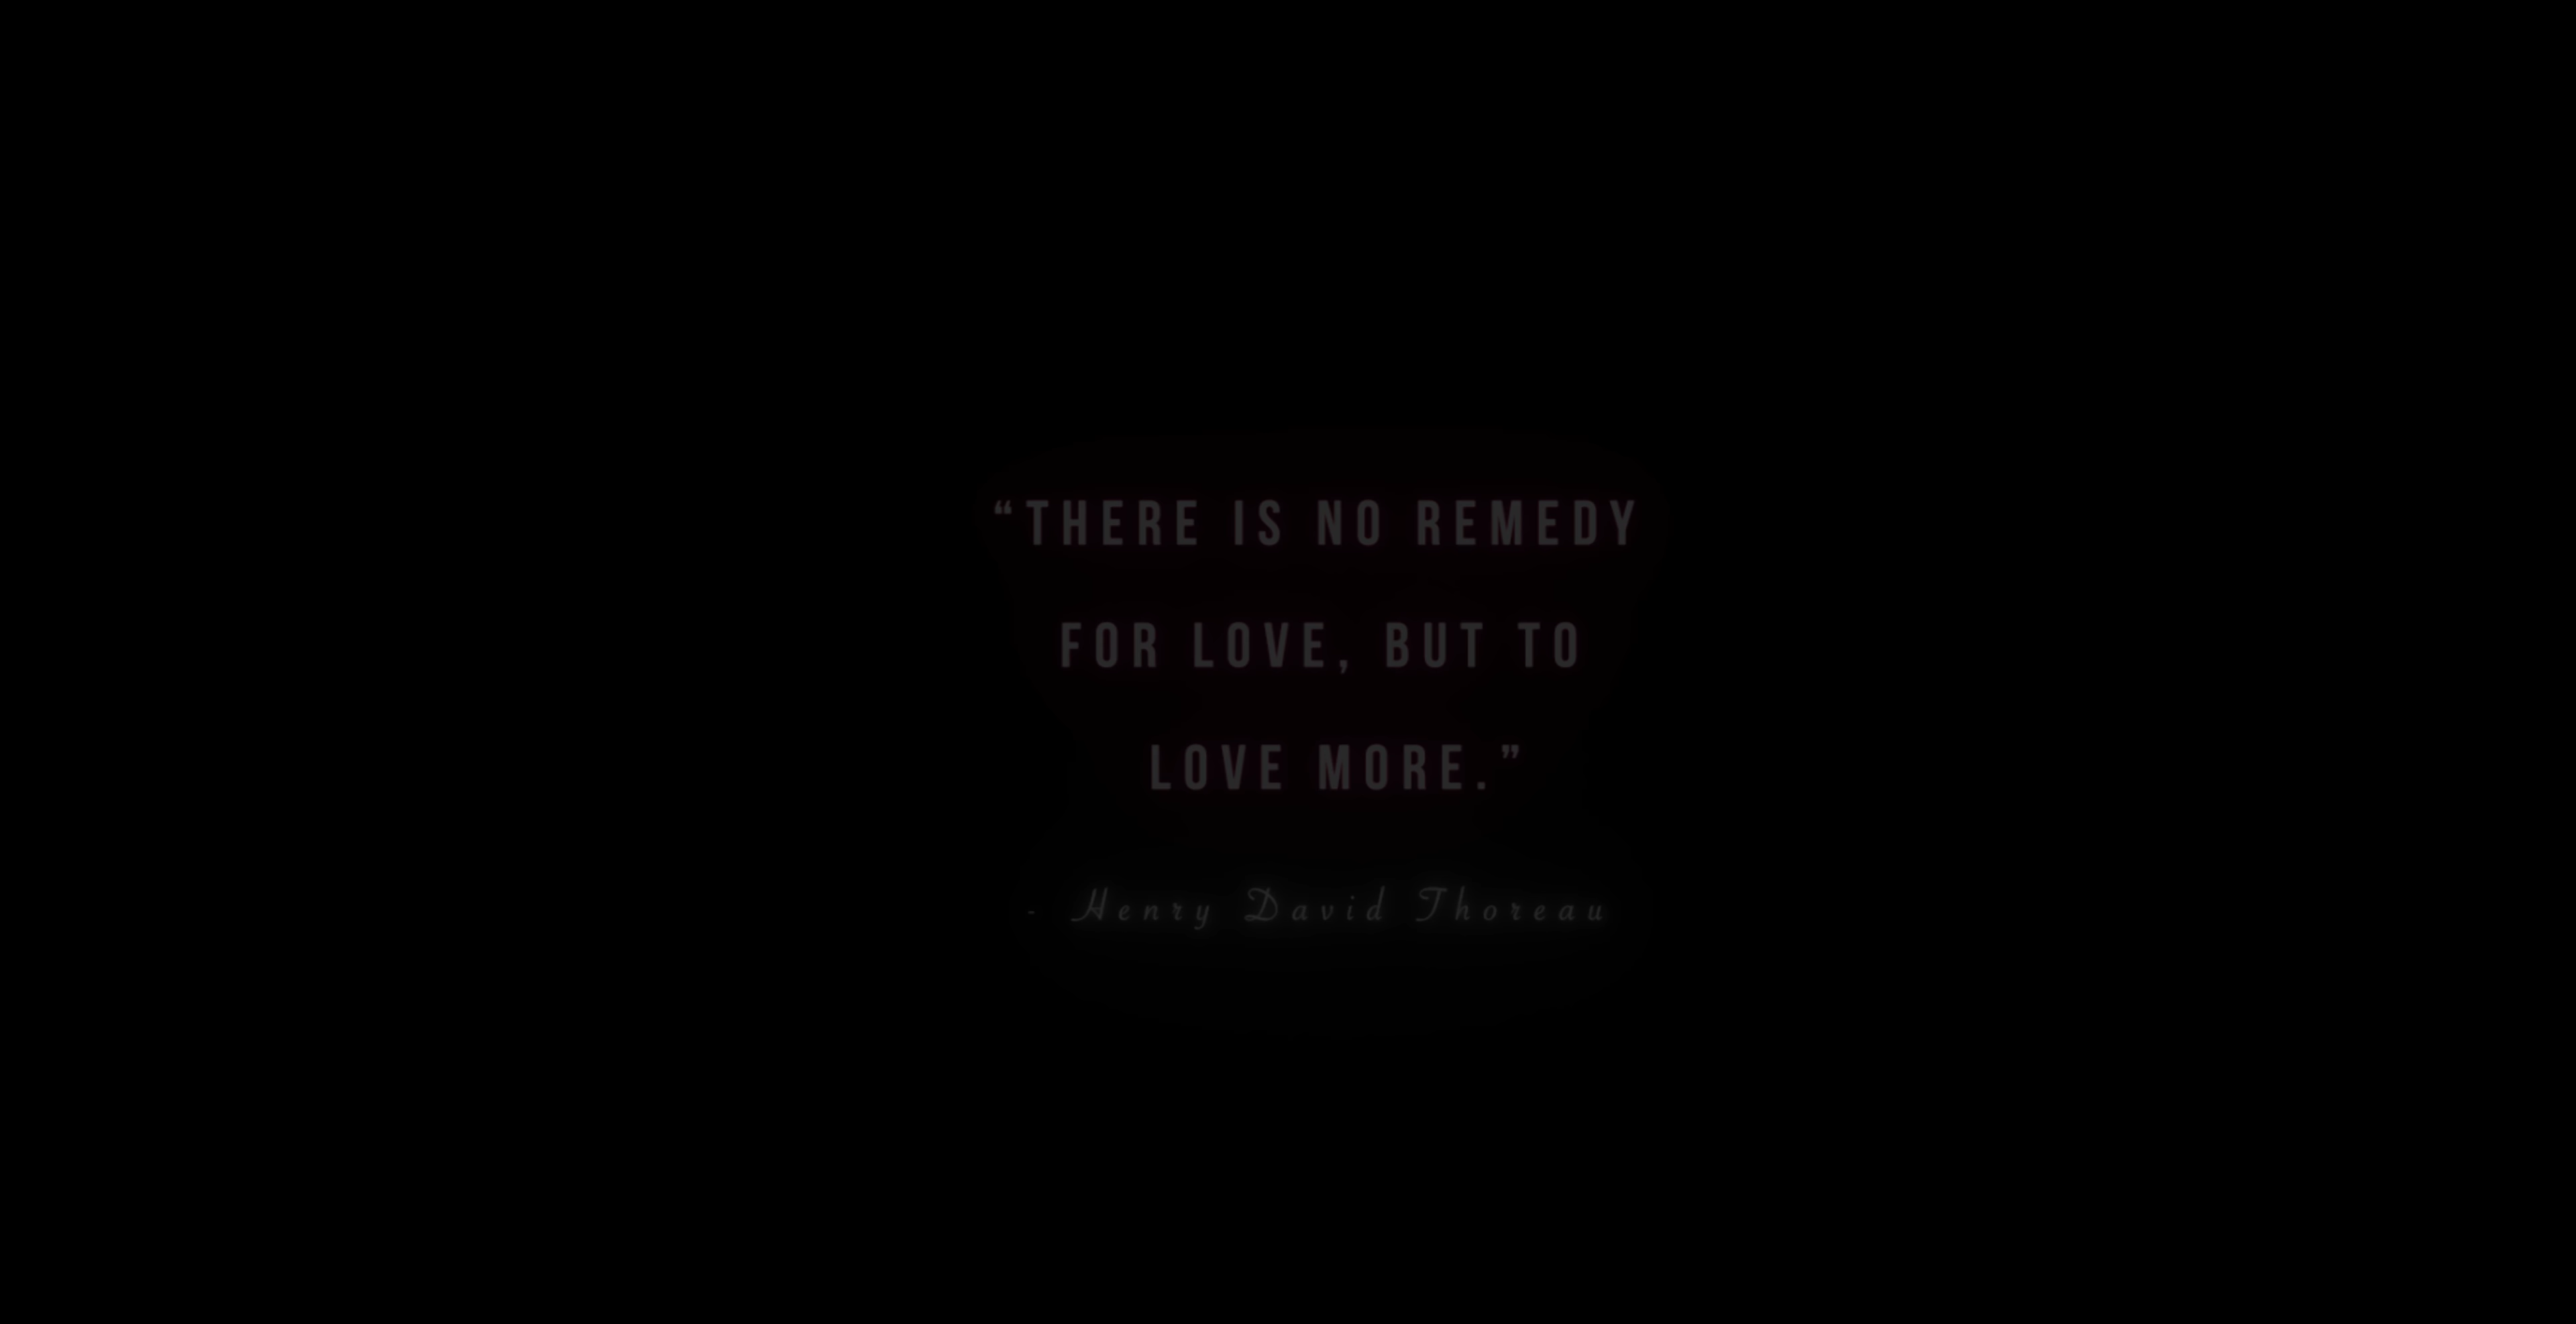 “THERE IS NO REMEDY
FOR LOVE, BUT TO
LOVE MORE.”
- Henry David Thoreau